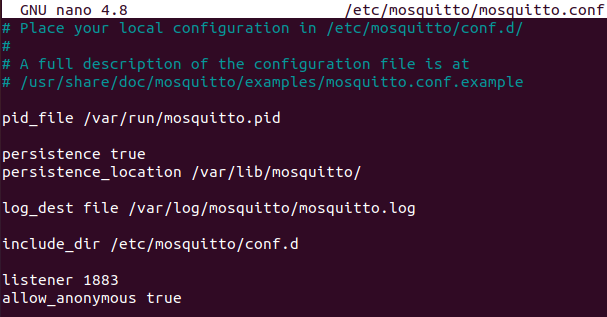 GNU nano 4.8 /etc/mosquitto/mosquitto.conf
# Place your local configuration in /etc/mosquitto/conf.d/
#
# A full description of the configuration file is at
# /usr/share/doc/mosquitto/examples/mosquitto.conf.example
pid_file /var/run/mosquitto.pid
persistence true
persistence_location /var/lib/mosquitto/
log_dest file /var/log/mosquitto/mosquitto.log
include_dir /etc/mosquitto/conf.d
listener 1883
allow_anonymous true